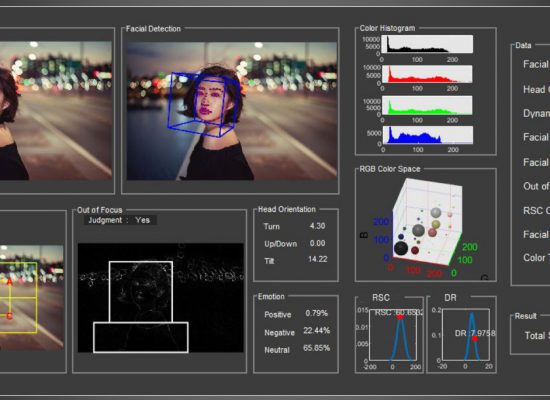 Facial Detection
Color Histogram
10000
5000
0
0
100
200
10000
5000
0
0
100
200
10000
5000
0
0
100
200
5000
0
0
100
200
RGB Color Space
200
100
0
B
0
100
200
0
100
200
G
Data
Facial
Head
Dynam
Facial
Facial
Out of
RSC
Facial
Color T
A
C
Out of Focus
Judgment : Yes
Head Orientation
Turn 4.30
Up/Down 0.00
Tilt 14.22
Emotion
Positive 0.79%
Negative 22.44%
Neutral 65.85%
RSC
0.015
0.01
0.005
0
-200 0 200
DR
DR :7.9758
0.2
0.1
0
-20 0 20
Result
Total S